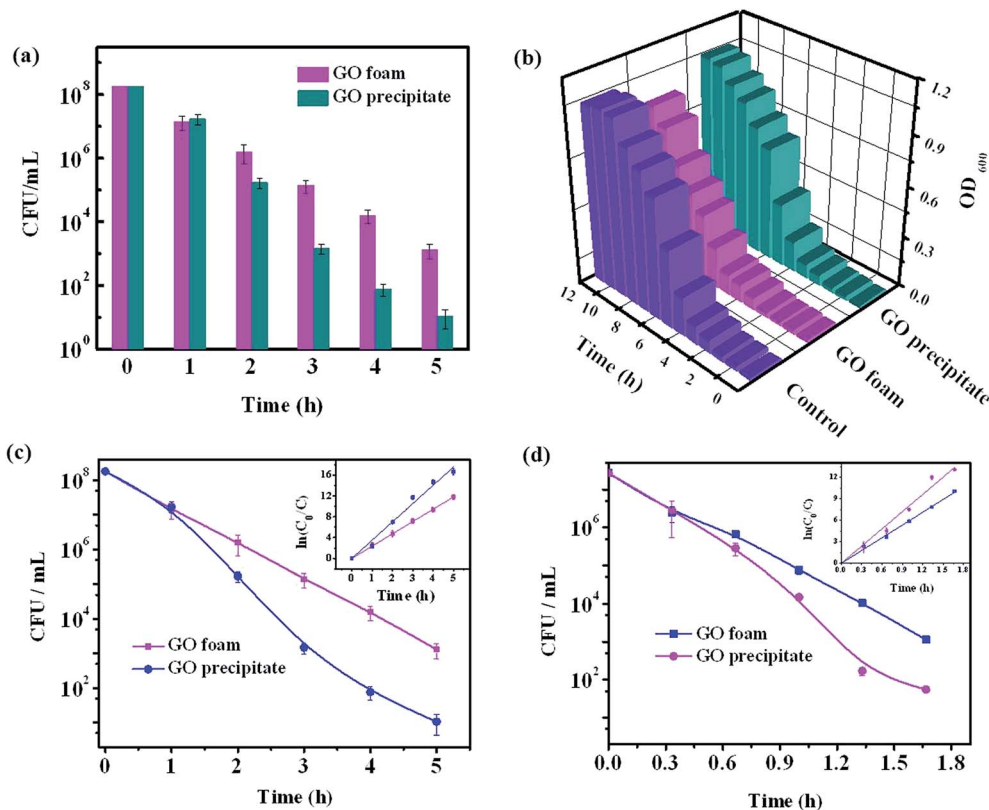 (a)
GO foam
GO precipitate
10^8
10^6
10^4
10^2
10^0
CFU/mL
0 1 2 3 4 5
Time (h)
(b)
1.2
0.9
0.6
0.3
0.0
OD600
12 10 8 6 4 2 0
Time (h)
GO precipitate
GO foam
Control
(c)
10^8
10^6
10^4
10^2
CFU / mL
GO foam
GO precipitate
0 1 2 3 4 5
Time (h)
16
12
8
4
0
ln(C0/C)
0 1 2 3 4 5
Time (h)
(d)
10^6
10^4
10^2
CFU / mL
GO foam
GO precipitate
0.0 0.3 0.6 0.9 1.2 1.5 1.8
Time (h)
12
9
6
3
0
ln(C0/C)
0.0 0.3 0.6 0.9 1.2 1.5 1.8
Time (h)